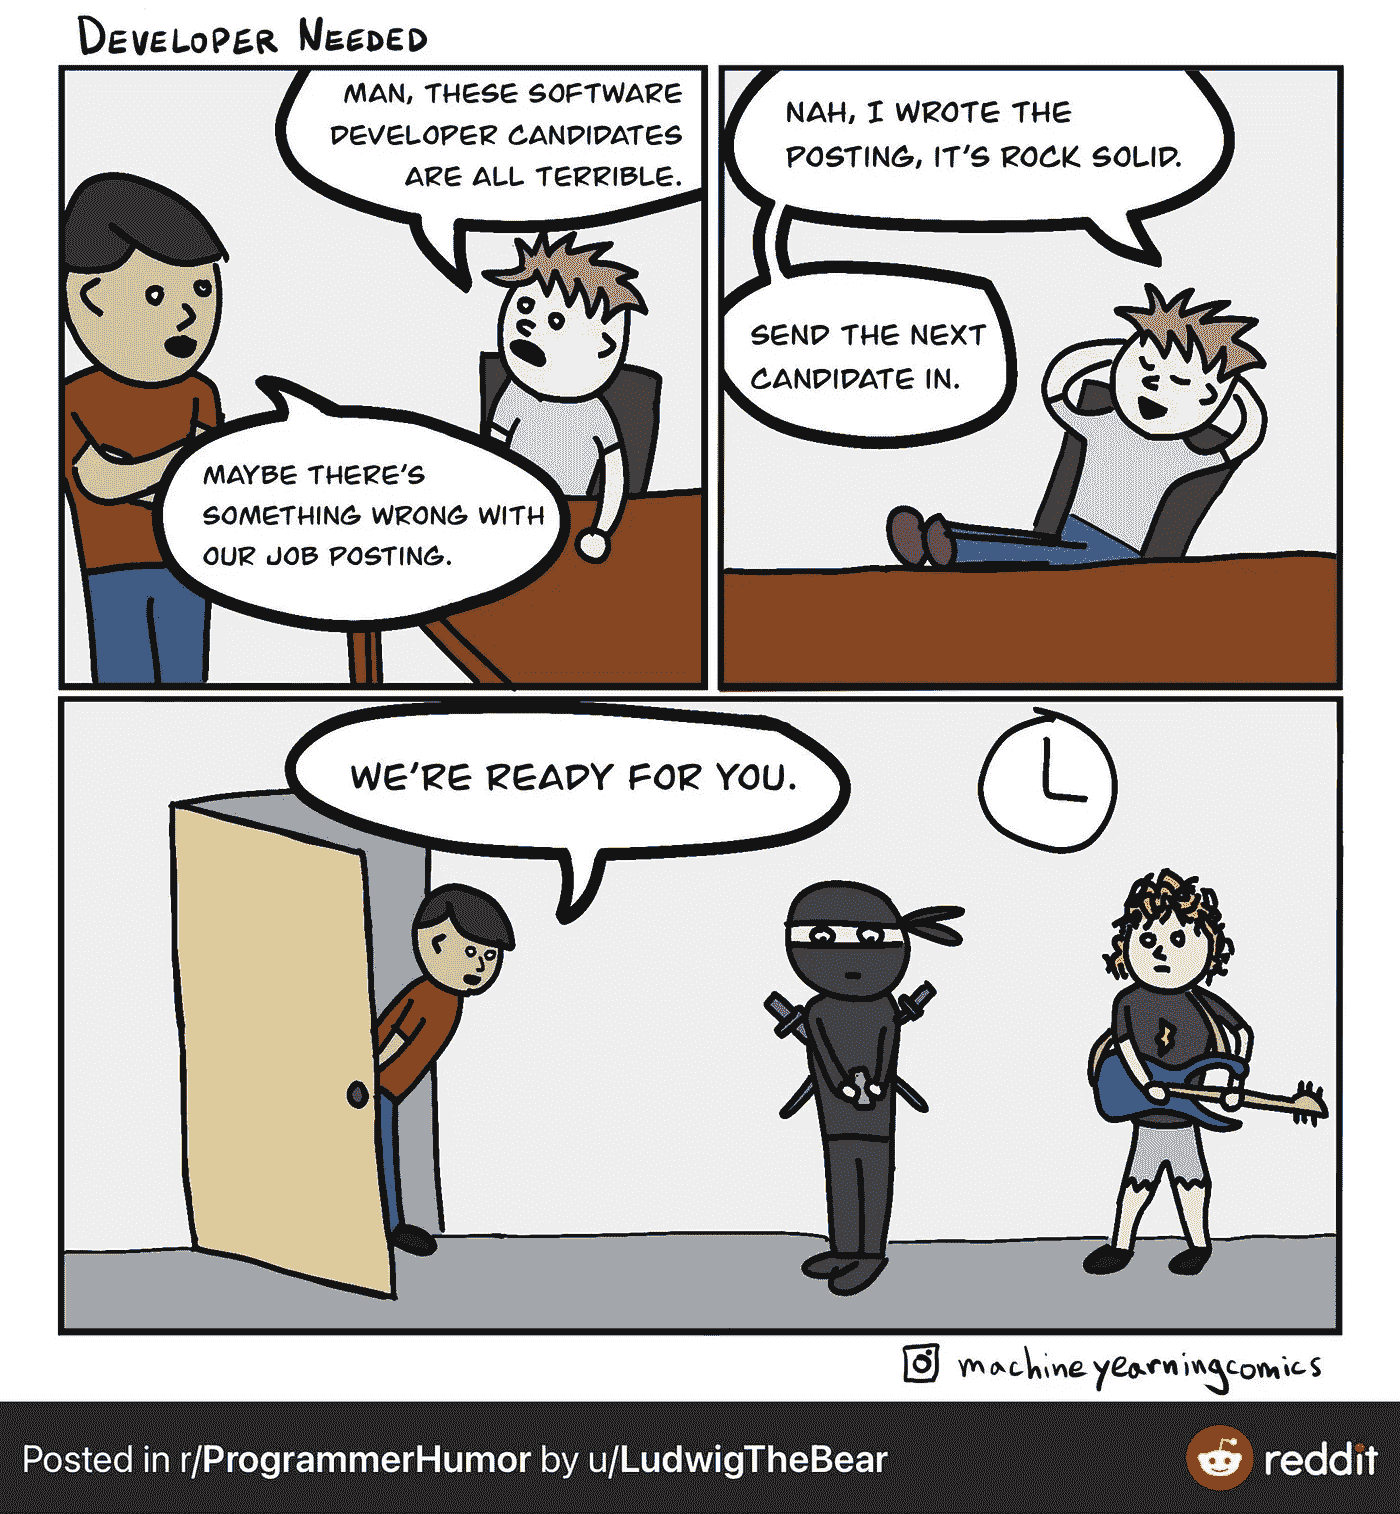 DEVELOPER NEEDED
MAN, THESE SOFTWARE
DEVELOPER CANDIDATES
ARE ALL TERRIBLE.
MAYBE THERE'S
SOMETHING WRONG WITH
OUR JOB POSTING.
NAH, I WROTE THE
POSTING, IT'S ROCK SOLID.
SEND THE NEXT
CANDIDATE IN.
WE'RE READY FOR YOU.
machineyearningcomics
Posted in r/ProgrammerHumor by u/LudwigTheBear
reddit